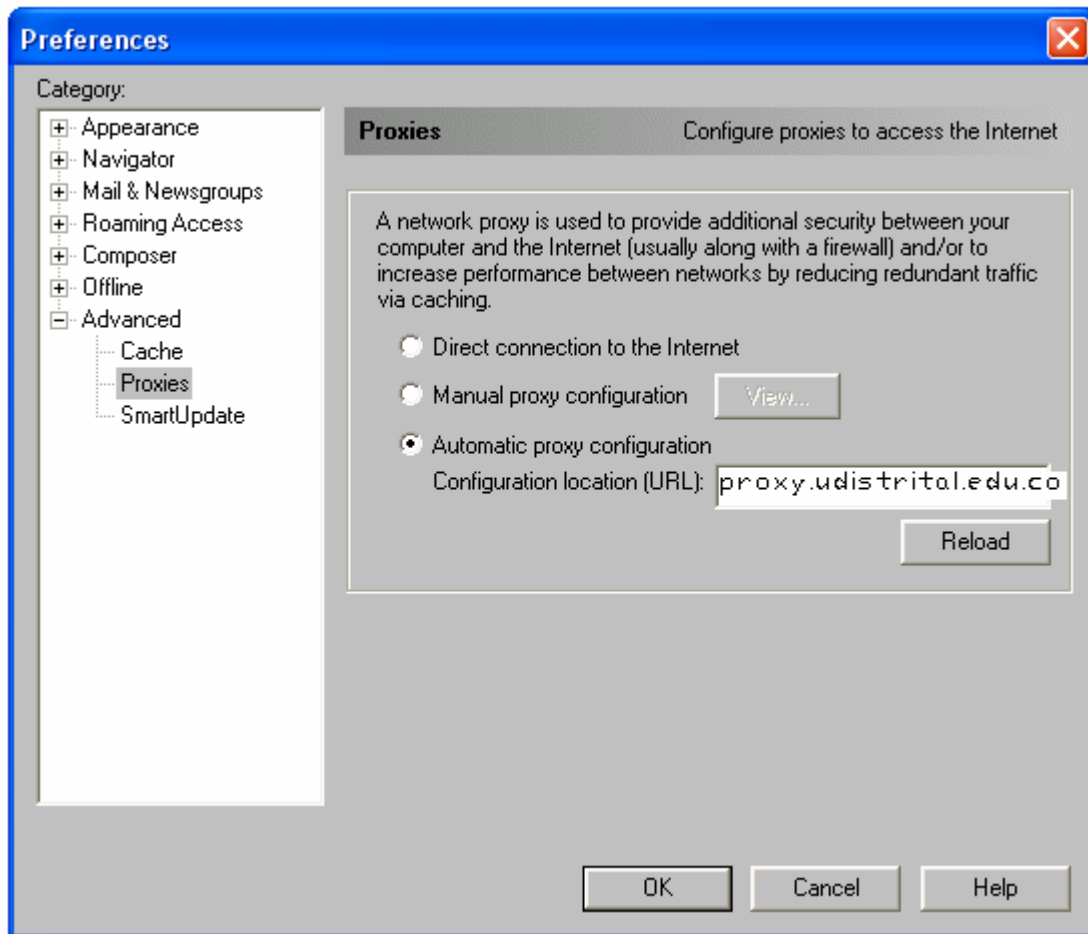 Preferences
Category:
Appearance
Navigator
Mail & Newsgroups
Roaming Access
Composer
Offline
Advanced
Cache
Proxies
SmartUpdate
Proxies Configure proxies to access the Internet
A network proxy is used to provide additional security between your
computer and the Internet (usually along with a firewall) and/or to
increase performance between networks by reducing redundant traffic
via caching.
Direct connection to the Internet
Manual proxy configuration View...
Automatic proxy configuration
Configuration location (URL): proxy.udistrital.edu.co
Reload
OK Cancel Help